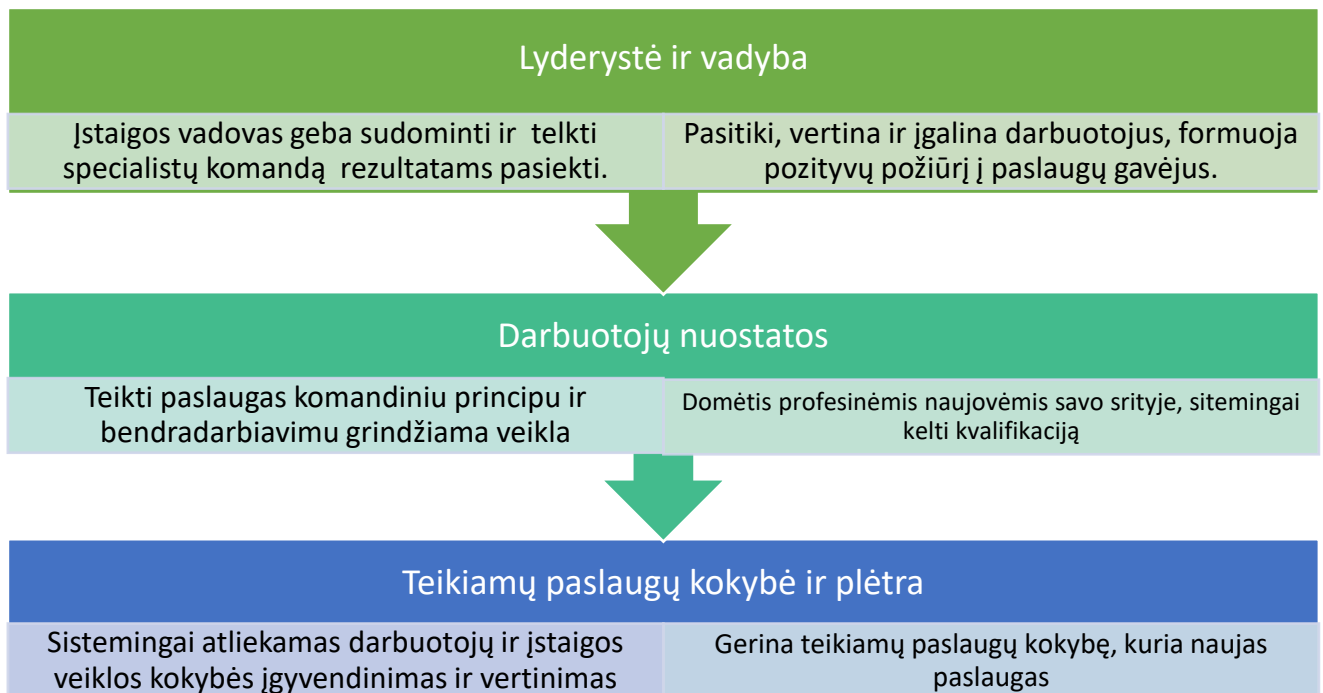 Lyderystė ir vadyba
Įstaigos vadovas geba sudominti ir telkti
specialistų komandą rezultatams pasiekti.
Pasitiki, vertina ir įgalina darbuotojus, formuoja
pozityvų požiūrį į paslaugų gavėjus.
Darbuotojų nuostatos
Teikti paslaugas komandiniu principu ir
bendradarbiavimu grindžiama veikla
Domėtis profesinėmis naujovėmis savo srityje, sitemingai
kelti kvalifikaciją
Teikiamų paslaugų kokybė ir plėtra
Sistemingai atliekamas darbuotojų ir įstaigos
veiklos kokybės įgyvendinimas ir vertinimas
Gerina teikiamų paslaugų kokybę, kuria naujas
paslaugas